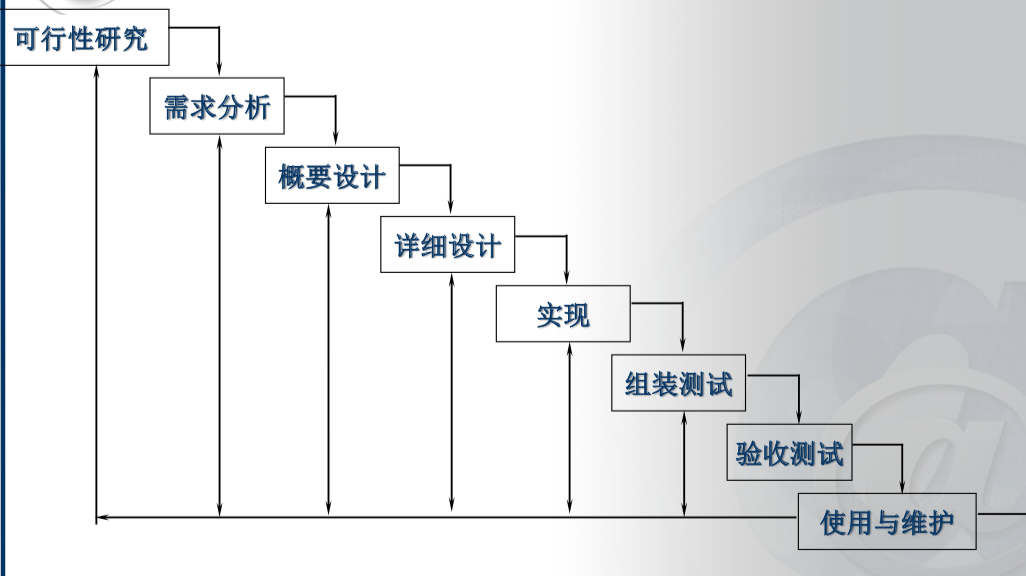 可行性研究
需求分析
概要设计
详细设计
实现
组装测试
验收测试
使用与维护